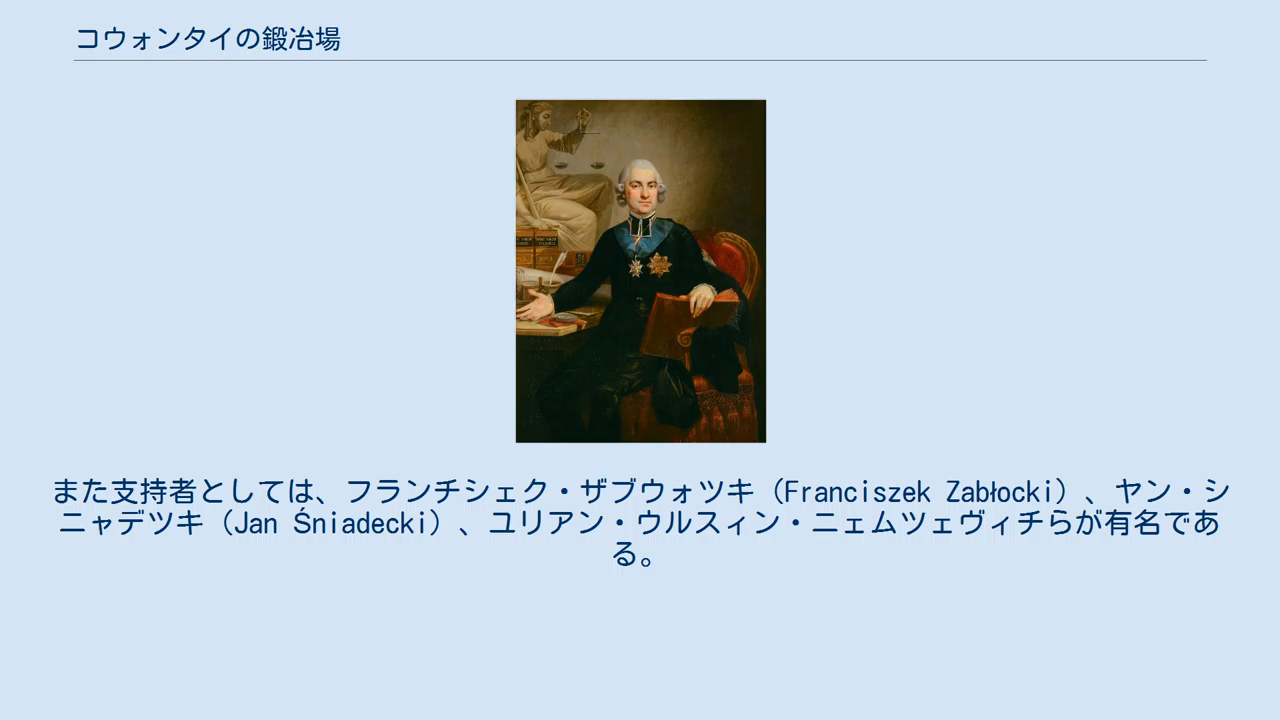 コウォンタイの鍛冶場
また支持者としては、フランチシェク・ザブウォツキ（Franciszek Zabłocki）、ヤン・シ
ニャデツキ（Jan Śniadecki）、ユリアン・ウルスィン・ニェムツェヴィチらが有名であ
る。